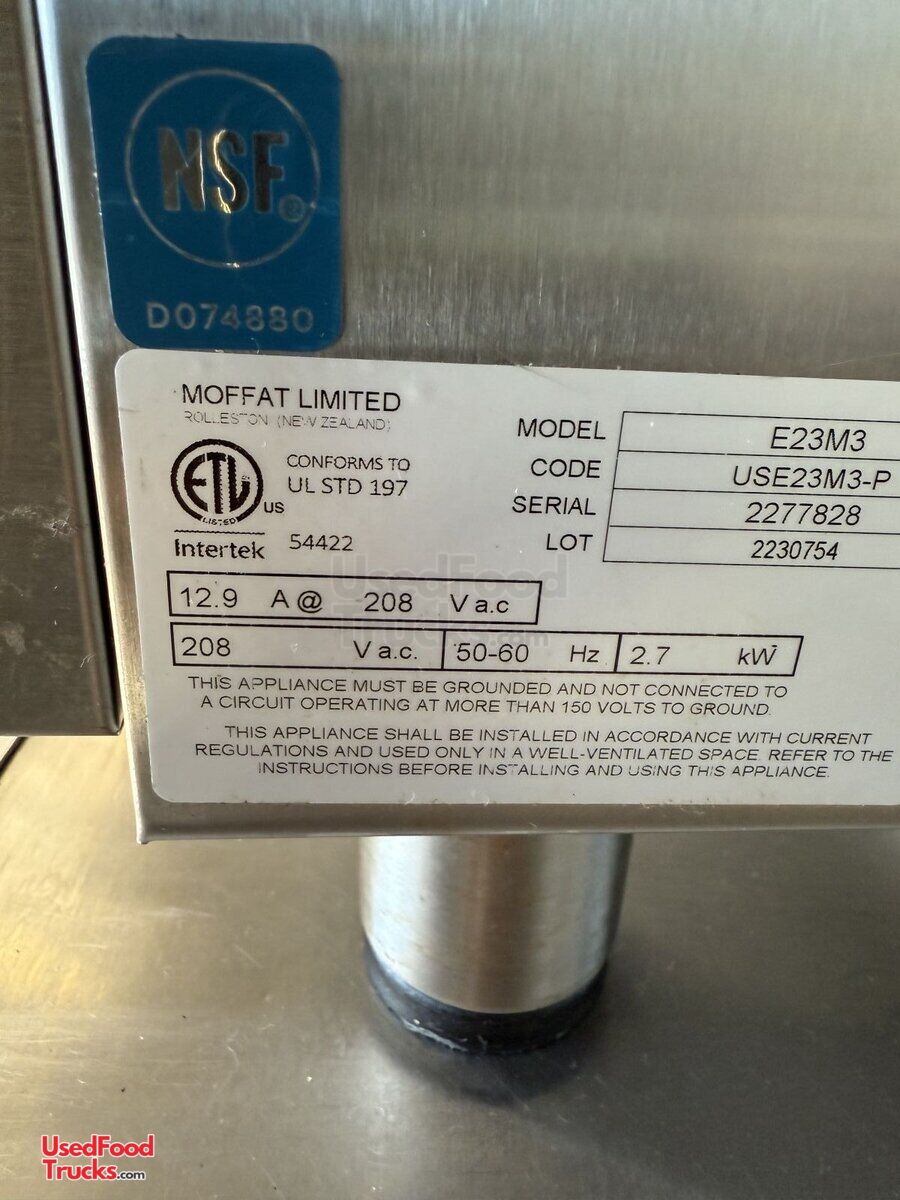 NSF®
D074880
MOFFAT LIMITED
ROLLESTON (NEW ZEALAND)
MODEL E23M3
CODE USE23M3-P
SERIAL 2277828
LOT 2230754
ETL
LISTED
US
CONFORMS TO
UL STD 197
Intertek 54422
12.9 A @ 208 V a.c
208 V a.c. 50-60 Hz 2.7 kW
THIS APPLIANCE MUST BE GROUNDED AND NOT CONNECTED TO
A CIRCUIT OPERATING AT MORE THAN 150 VOLTS TO GROUND.
THIS APPLIANCE SHALL BE INSTALLED IN ACCORDANCE WITH CURRENT
REGULATIONS AND USED ONLY IN A WELL-VENTILATED SPACE. REFER TO THE
INSTRUCTIONS BEFORE INSTALLING AND USING THIS APPLIANCE.
UsedFood
Trucks.com
UsedFood
Trucks.com